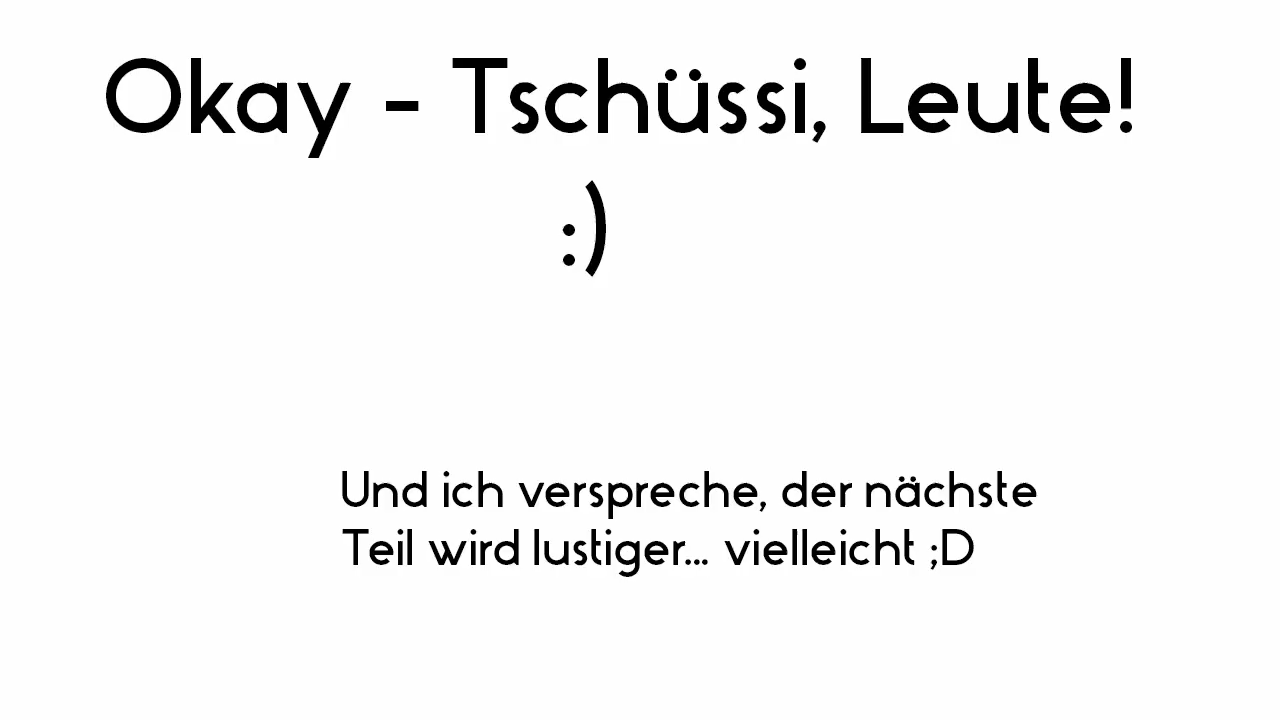 Okay - Tschüssi, Leute!
:)
Und ich verspreche, der nächste
Teil wird lustiger... vielleicht ;D